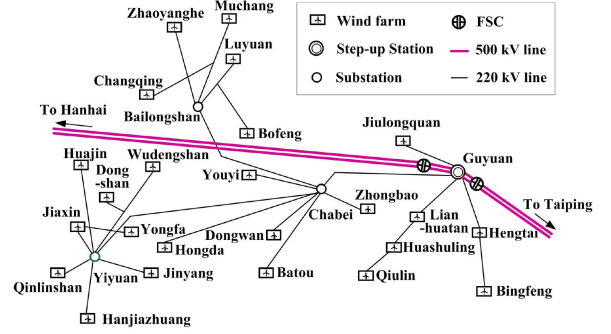 Muchang
Zhaoyanghe
Luyuan
Changqing
Bailongshan
Bofeng
Wind farm
FSC
Step-up Station
500 kV line
Substation
220 kV line
To Hanhai
Jiulongquan
Guyuan
To Taiping
Huajin
Wudengshan
Dong
-shan
Youyi
Chabei
Zhongbao
Jiaxin
Yongfa
Hongda
Dongwan
Batou
Lian
-huatan
Hengtai
Huashuling
Qiulin
Bingfeng
Yiyuan
Jinyang
Qinlinshan
Hanjiazhuang